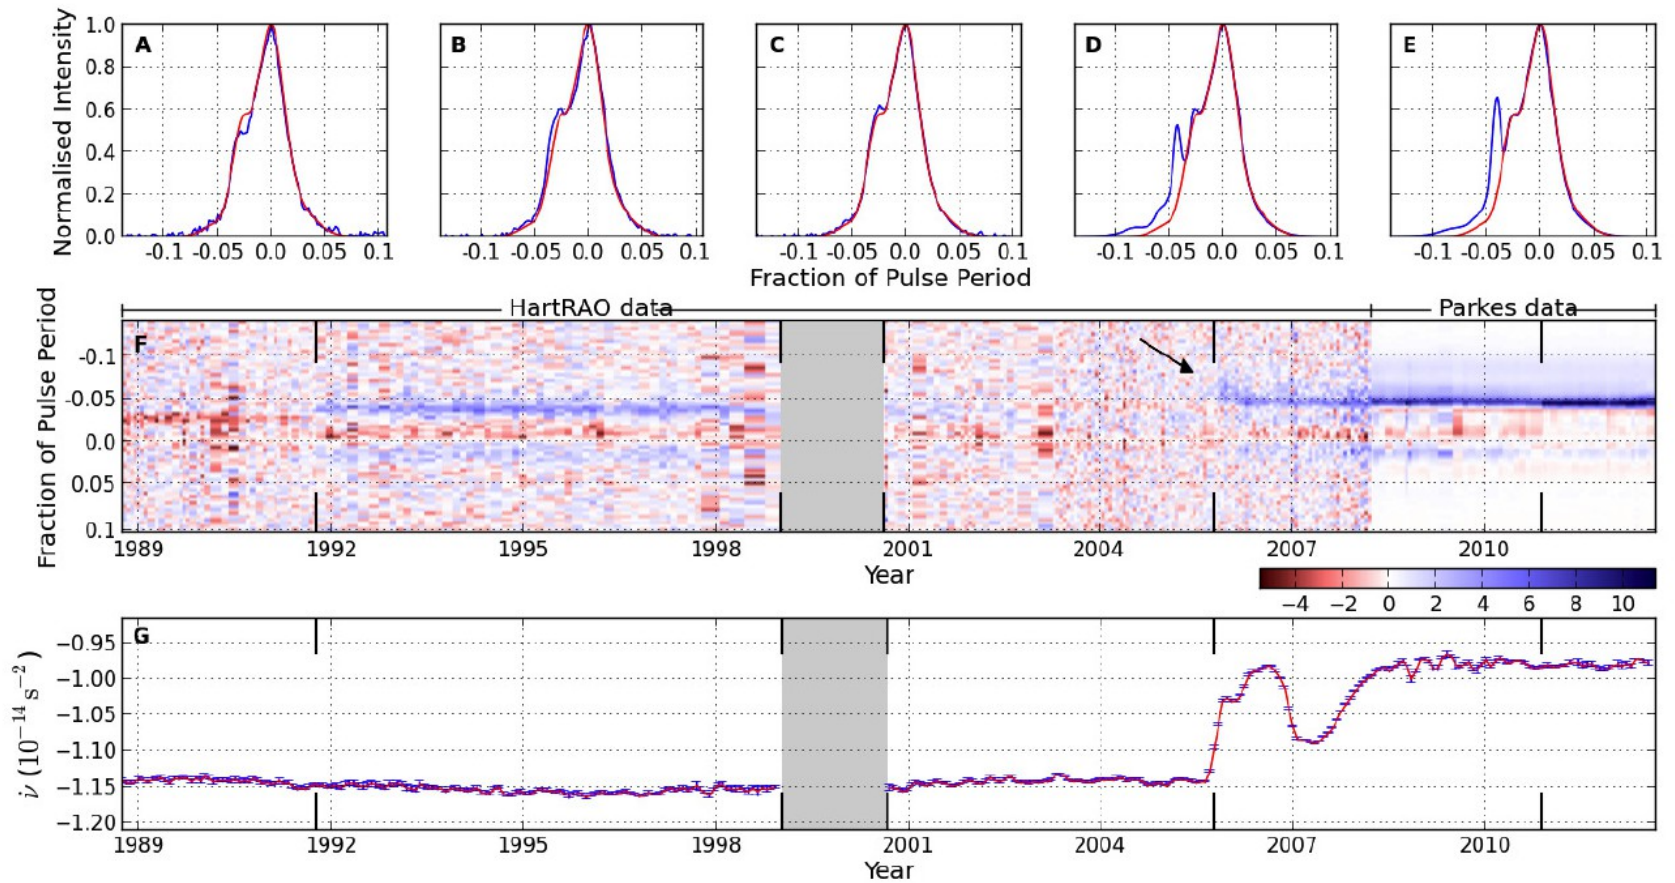 A B C D E
Normalised Intensity
1.0
0.8
0.6
0.4
0.2
0.0
-0.1 -0.05 0.0 0.05 0.1 -0.1 -0.05 0.0 0.05 0.1 -0.1 -0.05 0.0 0.05 0.1 -0.1 -0.05 0.0 0.05 0.1 -0.1 -0.05 0.0 0.05 0.1
Fraction of Pulse Period
HartRAO data Parkes data
F
Fraction of Pulse Period
-0.1
-0.05
0.0
0.05
0.1
1989 1992 1995 1998 2001 2004 2007 2010
Year
−4 −2 0 2 4 6 8 10
G
ν̇ (10⁻¹⁴ s⁻²)
−0.95
−1.00
−1.05
−1.10
−1.15
−1.20
1989 1992 1995 1998 2001 2004 2007 2010
Year